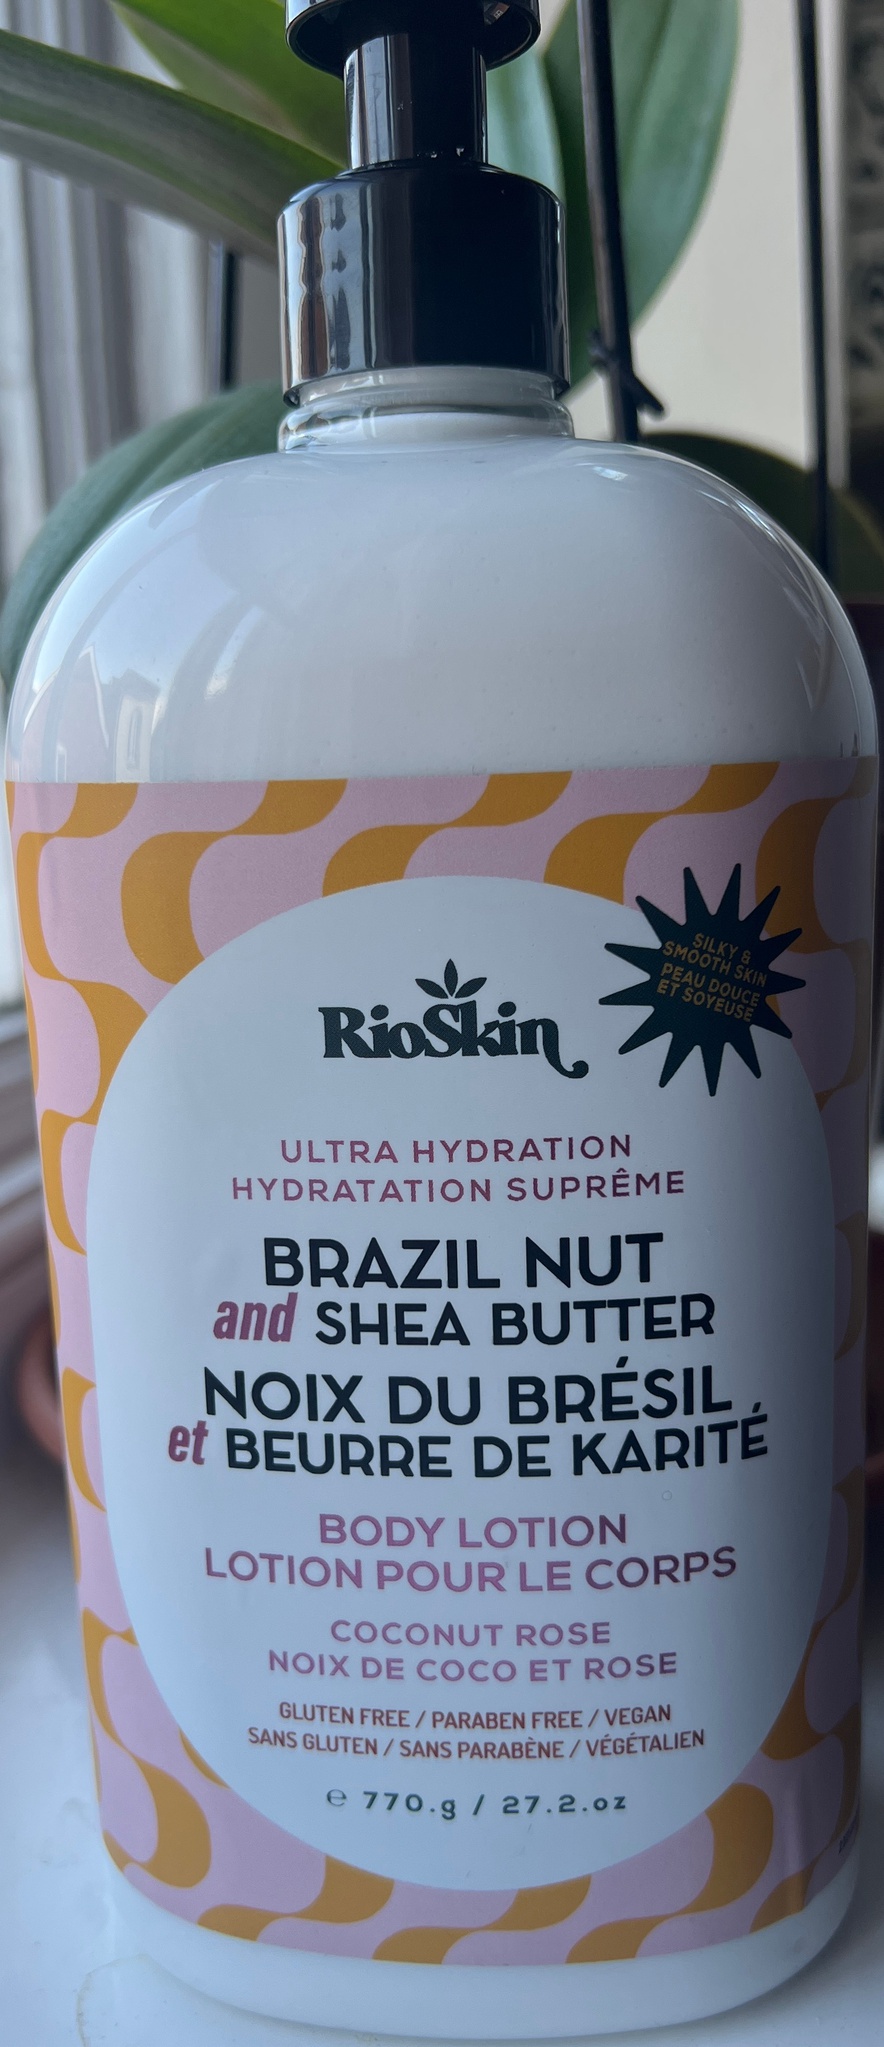 RioSkin
SILKY &
SMOOTH SKIN
PEAU DOUCE
ET SOYEUSE
ULTRA HYDRATION
HYDRATATION SUPRÊME
BRAZIL NUT
and SHEA BUTTER
NOIX DU BRÉSIL
et BEURRE DE KARITÉ
BODY LOTION
LOTION POUR LE CORPS
COCONUT ROSE
NOIX DE COCO ET ROSE
GLUTEN FREE / PARABEN FREE / VEGAN
SANS GLUTEN / SANS PARABÈNE / VÉGÉTALIEN
℮ 770.g / 27.2.oz